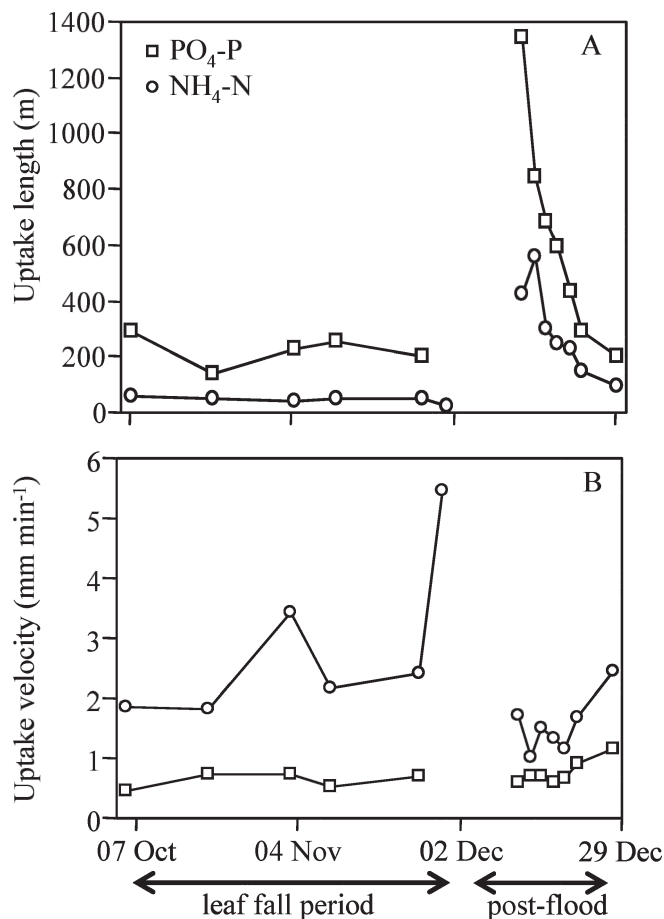 1400
1200
1000
800
600
400
200
0
Uptake length (m)
PO4-P
NH4-N
A
6
5
4
3
2
1
0
Uptake velocity (mm min-1)
B
07 Oct 04 Nov 02 Dec 29 Dec
leaf fall period post-flood